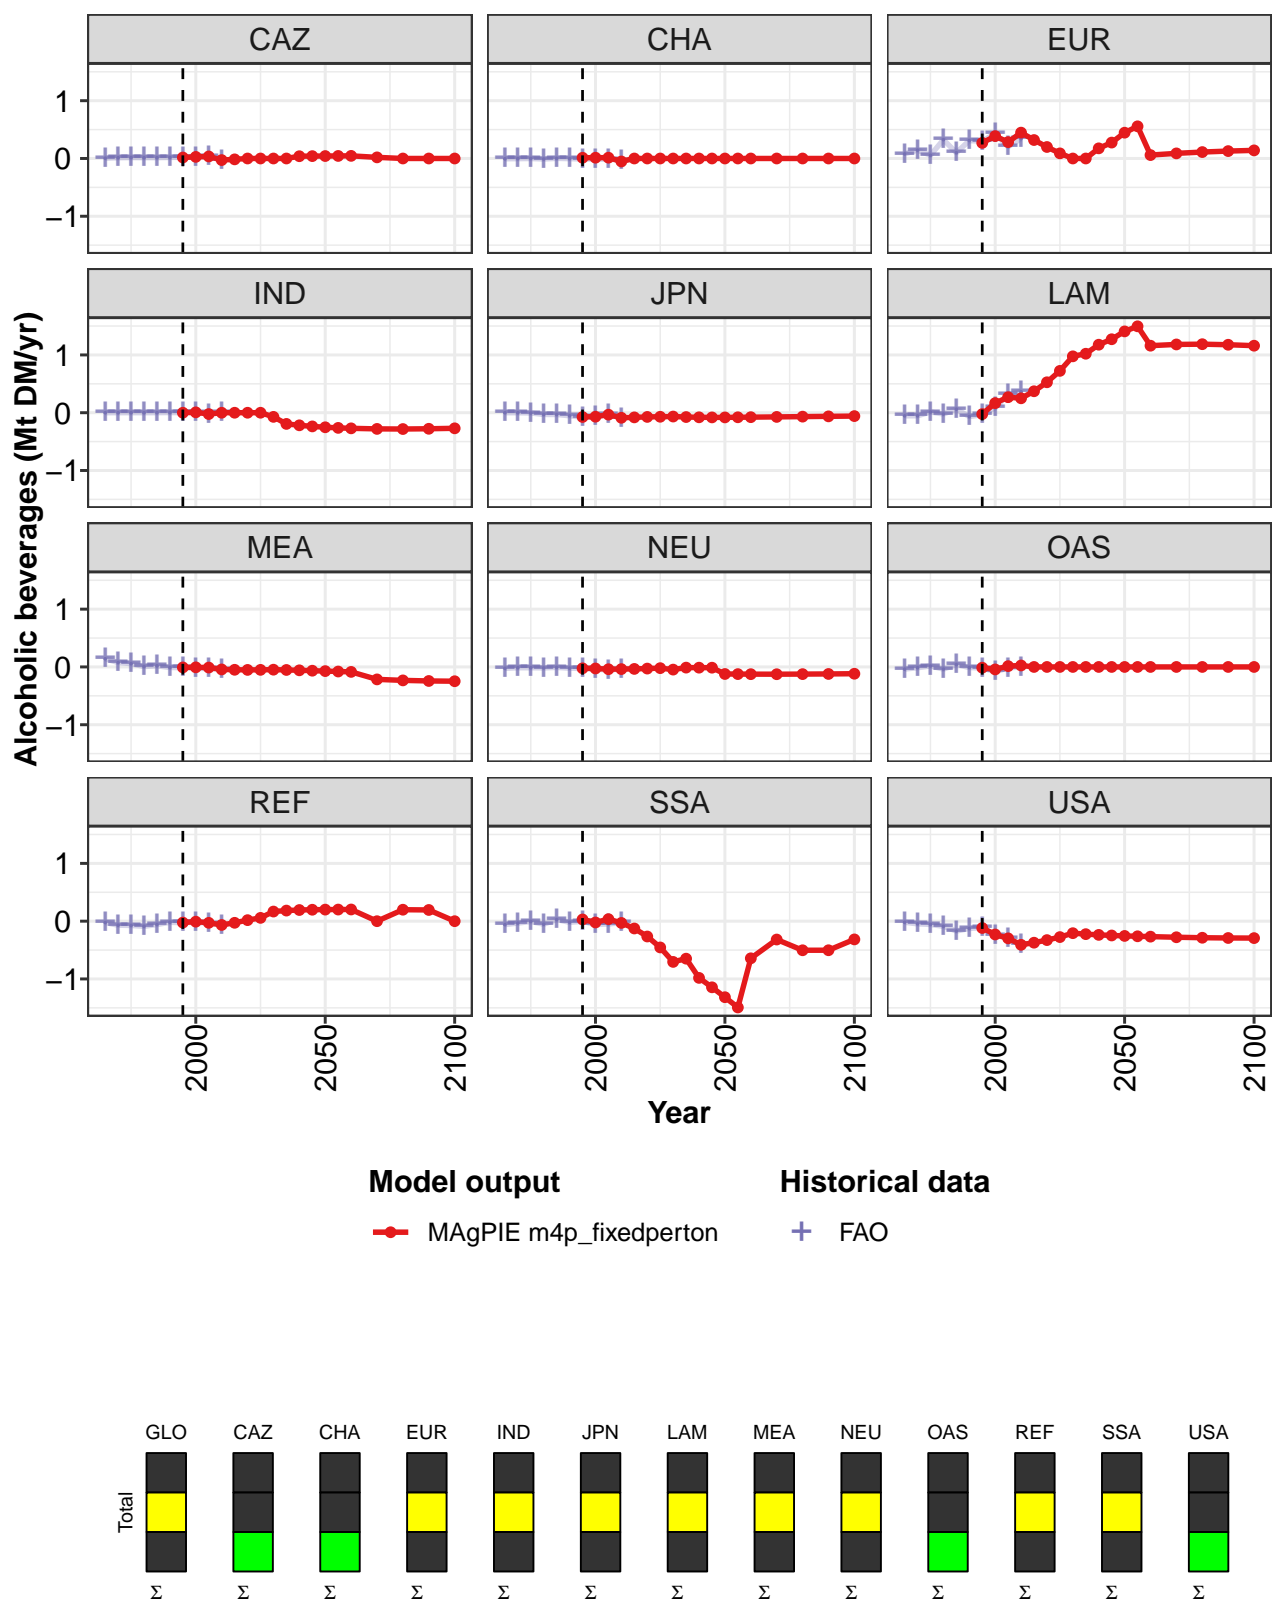 CAZ CHA EUR
1
0
−1
IND JPN LAM
1
0
−1
MEA NEU OAS
1
0
−1
REF SSA USA
1
0
−1
Alcoholic beverages (Mt DM/yr)
2000 2050 2100 2000 2050 2100 2000 2050 2100
Year
Model output Historical data
MAgPIE m4p_fixedperton FAO
GLO CAZ CHA EUR IND JPN LAM MEA NEU OAS REF SSA USA
Total
Σ Σ Σ Σ Σ Σ Σ Σ Σ Σ Σ Σ Σ